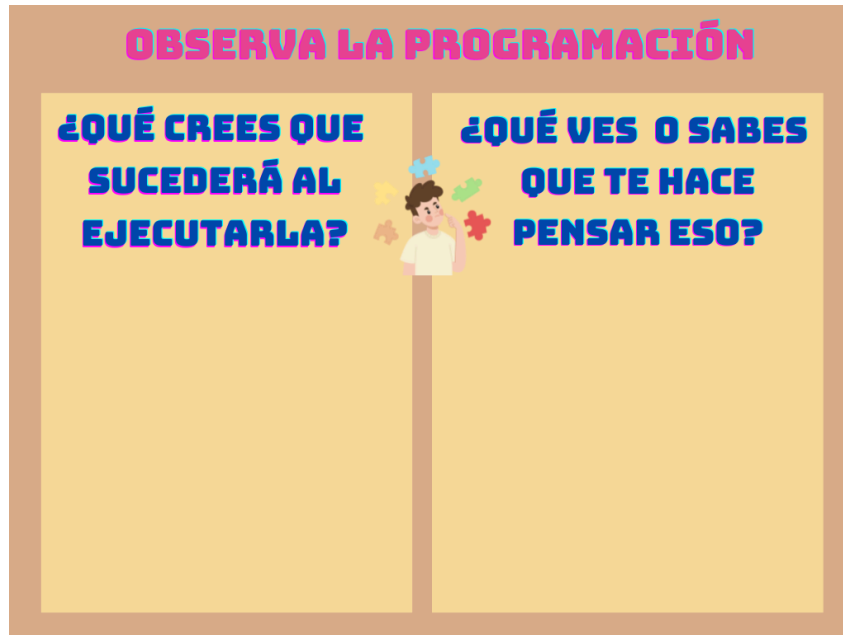 OBSERVA LA PROGRAMACIÓN
¿QUÉ CREES QUE
SUCEDERÁ AL
EJECUTARLA?
¿QUÉ VES O SABES
QUE TE HACE
PENSAR ESO?